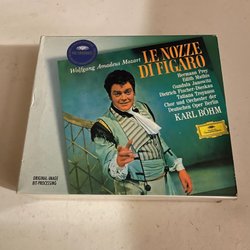 Wolfgang Amadeus Mozart
LE NOZZE
DI FIGARO
Hermann Prey
Edith Mathis
Gundula Janowitz
Dietrich Fischer-Dieskau
Tatiana Troyanos
Chor und Orchester der
Deutschen Oper Berlin
KARL BÖHM
ORIGINAL-IMAGE
BIT-PROCESSING